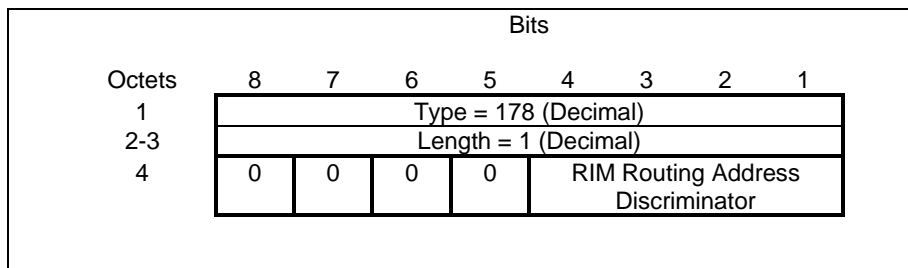 Bits
Octets 8 7 6 5 4 3 2 1
1 Type = 178 (Decimal)
2-3 Length = 1 (Decimal)
4 0 0 0 0 RIM Routing Address
Discriminator